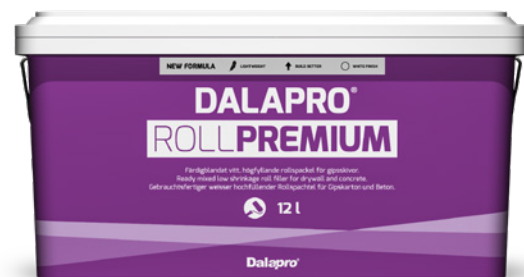 NEW FORMULA LIGHTWEIGHT BUILD BETTER WHITE FINISH
DALAPRO®
ROLLPREMIUM
Färdigblandat vitt, högfyllande rollspackel för gipsskivor.
Ready mixed low shrinkage roll filler for drywall and concrete.
Gebrauchsfertiger weisser hochfüllender Rollspachtel für Gipskarton und Beton.
12 l
Dalapro®